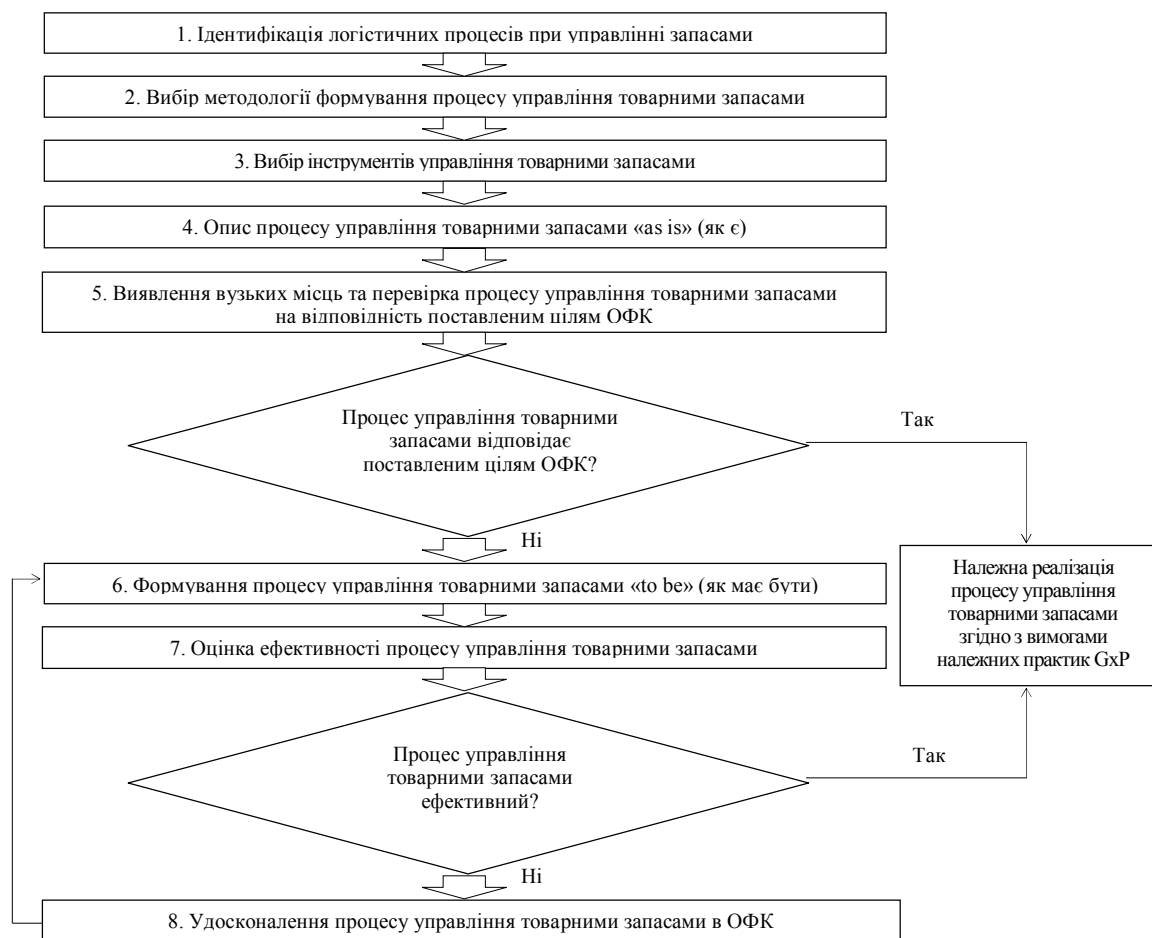 1. Ідентифікація логістичних процесів при управлінні запасами
2. Вибір методології формування процесу управління товарними запасами
3. Вибір інструментів управління товарними запасами
4. Опис процесу управління товарними запасами «as is» (як є)
5. Виявлення вузьких місць та перевірка процесу управління товарними запасами
на відповідність поставленим цілям ОФК
Процес управління товарними
запасами відповідає
поставленим цілям ОФК?
Так
Ні
6. Формування процесу управління товарними запасами «to be» (як має бути)
Належна реалізація
процесу управління
товарними запасами
згідно з вимогами
належних практик GxP
7. Оцінка ефективності процесу управління товарними запасами
Процес управління
товарними запасами
ефективний?
Так
Ні
8. Удосконалення процесу управління товарними запасами в ОФК